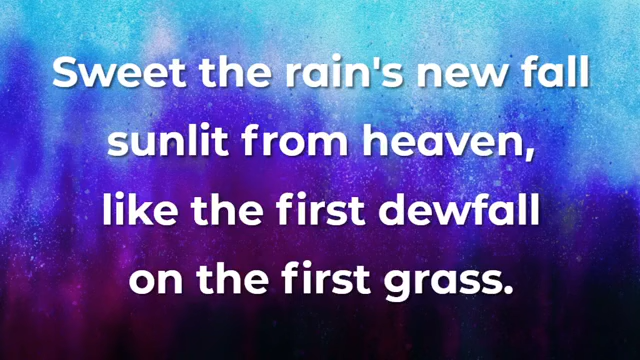 Sweet the rain's new fall
sunlit from heaven,
like the first dewfall
on the first grass.